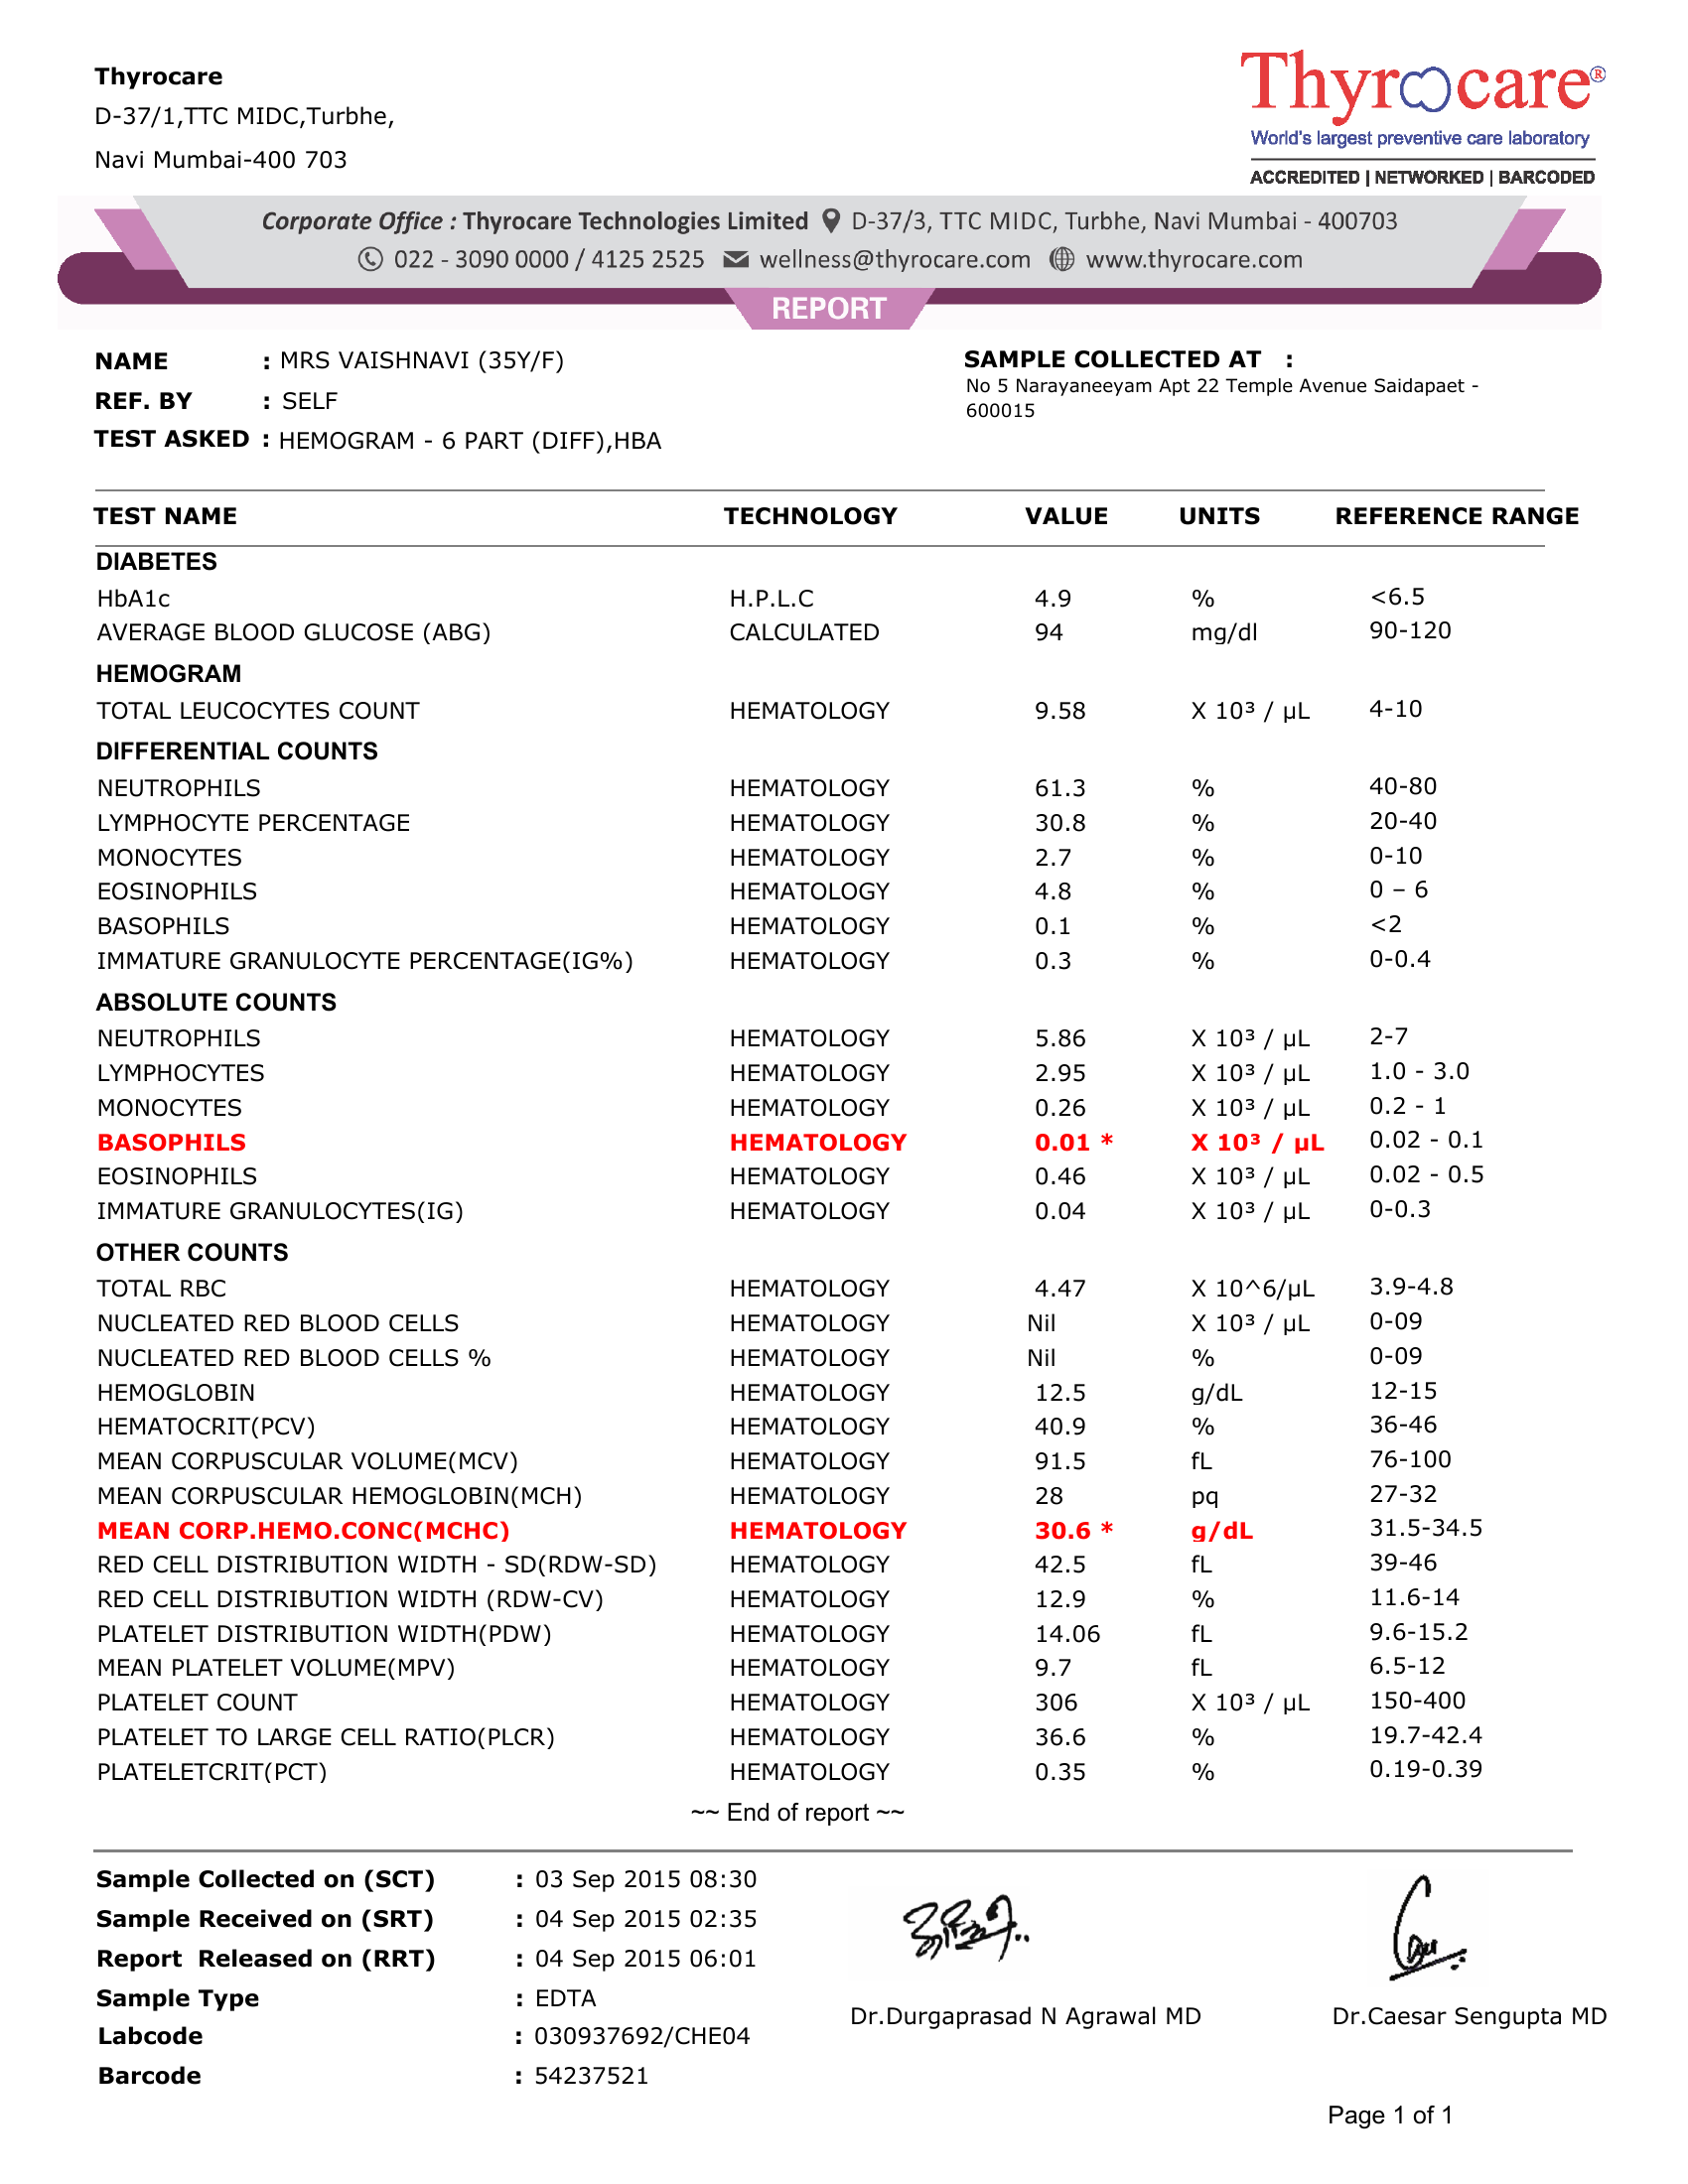 Thyrocare
D-37/1,TTC MIDC,Turbhe,
Navi Mumbai-400 703
Thyrocare®
World's largest preventive care laboratory
ACCREDITED | NETWORKED | BARCODED
Corporate Office : Thyrocare Technologies Limited D-37/3, TTC MIDC, Turbhe, Navi Mumbai - 400703
022 - 3090 0000 / 4125 2525 wellness@thyrocare.com www.thyrocare.com
REPORT
NAME : MRS VAISHNAVI (35Y/F)
REF. BY : SELF
TEST ASKED : HEMOGRAM - 6 PART (DIFF),HBA
SAMPLE COLLECTED AT :
No 5 Narayaneeyam Apt 22 Temple Avenue Saidapaet -
600015
TEST NAME TECHNOLOGY VALUE UNITS REFERENCE RANGE
DIABETES
HbA1c H.P.L.C 4.9 % <6.5
AVERAGE BLOOD GLUCOSE (ABG) CALCULATED 94 mg/dl 90-120
HEMOGRAM
TOTAL LEUCOCYTES COUNT HEMATOLOGY 9.58 X 10³ / μL 4-10
DIFFERENTIAL COUNTS
NEUTROPHILS HEMATOLOGY 61.3 % 40-80
LYMPHOCYTE PERCENTAGE HEMATOLOGY 30.8 % 20-40
MONOCYTES HEMATOLOGY 2.7 % 0-10
EOSINOPHILS HEMATOLOGY 4.8 % 0 – 6
BASOPHILS HEMATOLOGY 0.1 % <2
IMMATURE GRANULOCYTE PERCENTAGE(IG%) HEMATOLOGY 0.3 % 0-0.4
ABSOLUTE COUNTS
NEUTROPHILS HEMATOLOGY 5.86 X 10³ / μL 2-7
LYMPHOCYTES HEMATOLOGY 2.95 X 10³ / μL 1.0 - 3.0
MONOCYTES HEMATOLOGY 0.26 X 10³ / μL 0.2 - 1
BASOPHILS HEMATOLOGY 0.01 * X 10³ / μL 0.02 - 0.1
EOSINOPHILS HEMATOLOGY 0.46 X 10³ / μL 0.02 - 0.5
IMMATURE GRANULOCYTES(IG) HEMATOLOGY 0.04 X 10³ / μL 0-0.3
OTHER COUNTS
TOTAL RBC HEMATOLOGY 4.47 X 10^6/μL 3.9-4.8
NUCLEATED RED BLOOD CELLS HEMATOLOGY Nil X 10³ / μL 0-09
NUCLEATED RED BLOOD CELLS % HEMATOLOGY Nil % 0-09
HEMOGLOBIN HEMATOLOGY 12.5 g/dL 12-15
HEMATOCRIT(PCV) HEMATOLOGY 40.9 % 36-46
MEAN CORPUSCULAR VOLUME(MCV) HEMATOLOGY 91.5 fL 76-100
MEAN CORPUSCULAR HEMOGLOBIN(MCH) HEMATOLOGY 28 pq 27-32
MEAN CORP.HEMO.CONC(MCHC) HEMATOLOGY 30.6 * g/dL 31.5-34.5
RED CELL DISTRIBUTION WIDTH - SD(RDW-SD) HEMATOLOGY 42.5 fL 39-46
RED CELL DISTRIBUTION WIDTH (RDW-CV) HEMATOLOGY 12.9 % 11.6-14
PLATELET DISTRIBUTION WIDTH(PDW) HEMATOLOGY 14.06 fL 9.6-15.2
MEAN PLATELET VOLUME(MPV) HEMATOLOGY 9.7 fL 6.5-12
PLATELET COUNT HEMATOLOGY 306 X 10³ / μL 150-400
PLATELET TO LARGE CELL RATIO(PLCR) HEMATOLOGY 36.6 % 19.7-42.4
PLATELETCRIT(PCT) HEMATOLOGY 0.35 % 0.19-0.39
~~ End of report ~~
Sample Collected on (SCT) : 03 Sep 2015 08:30
Sample Received on (SRT) : 04 Sep 2015 02:35
Report Released on (RRT) : 04 Sep 2015 06:01
Sample Type : EDTA
Labcode : 030937692/CHE04
Barcode : 54237521
Dr.Durgaprasad N Agrawal MD Dr.Caesar Sengupta MD
Page 1 of 1